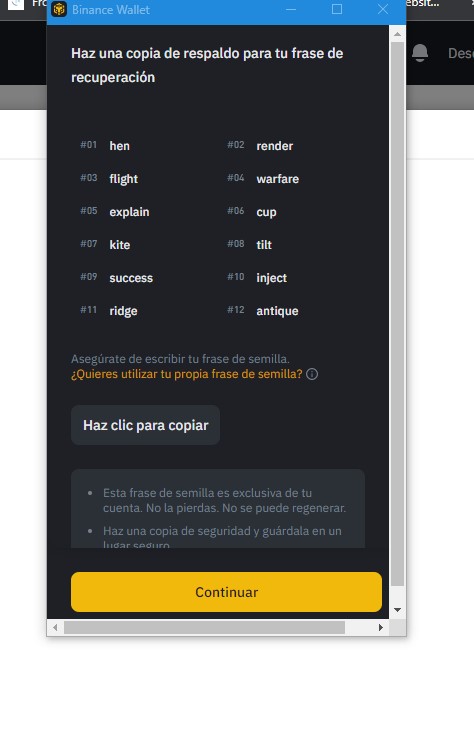 Binance Wallet
Haz una copia de respaldo para tu frase de
recuperación
#01 hen #02 render
#03 flight #04 warfare
#05 explain #06 cup
#07 kite #08 tilt
#09 success #10 inject
#11 ridge #12 antique
Asegúrate de escribir tu frase de semilla.
¿Quieres utilizar tu propia frase de semilla?
Haz clic para copiar
Esta frase de semilla es exclusiva de tu
cuenta. No la pierdas. No se puede regenerar.
Haz una copia de seguridad y guárdala en un
lugar seguro
Continuar